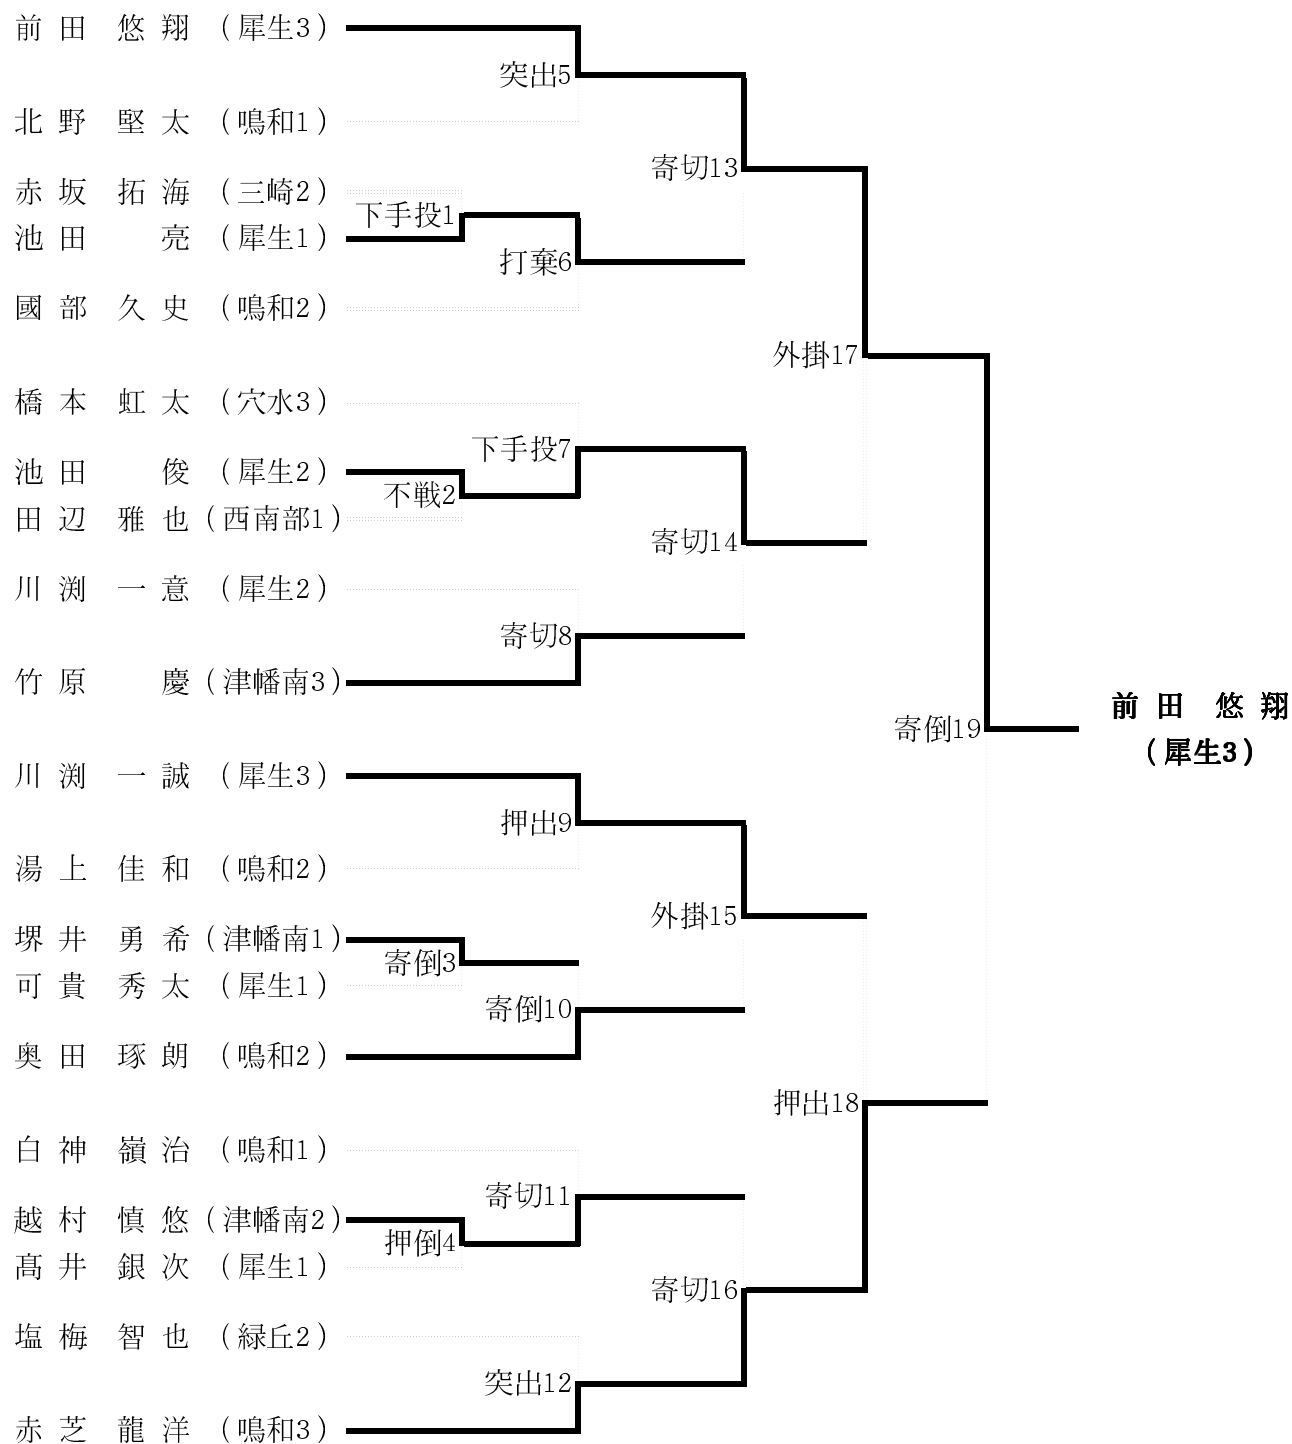 前田 悠翔 (犀生3)
突出5
北野 堅太 (鳴和1)
寄切13
赤坂 拓海 (三崎2)
下手投1
池田 亮 (犀生1)
打棄6
國部 久史 (鳴和2)
外掛17
橋本 虹太 (穴水3)
下手投7
池田 俊 (犀生2)
不戦2
田辺 雅也 (西南部1)
寄切14
川渕 一意 (犀生2)
寄切8
竹原 慶 (津幡南3)
前田 悠翔
寄倒19
(犀生3)
川渕 一誠 (犀生3)
押出9
湯上 佳和 (鳴和2)
外掛15
堺井 勇希 (津幡南1)
寄倒3
可貴 秀太 (犀生1)
寄倒10
奥田 琢朗 (鳴和2)
押出18
白神 嶺治 (鳴和1)
寄切11
越村 慎悠 (津幡南2)
押倒4
髙井 銀次 (犀生1)
寄切16
塩梅 智也 (緑丘2)
突出12
赤芝 龍洋 (鳴和3)